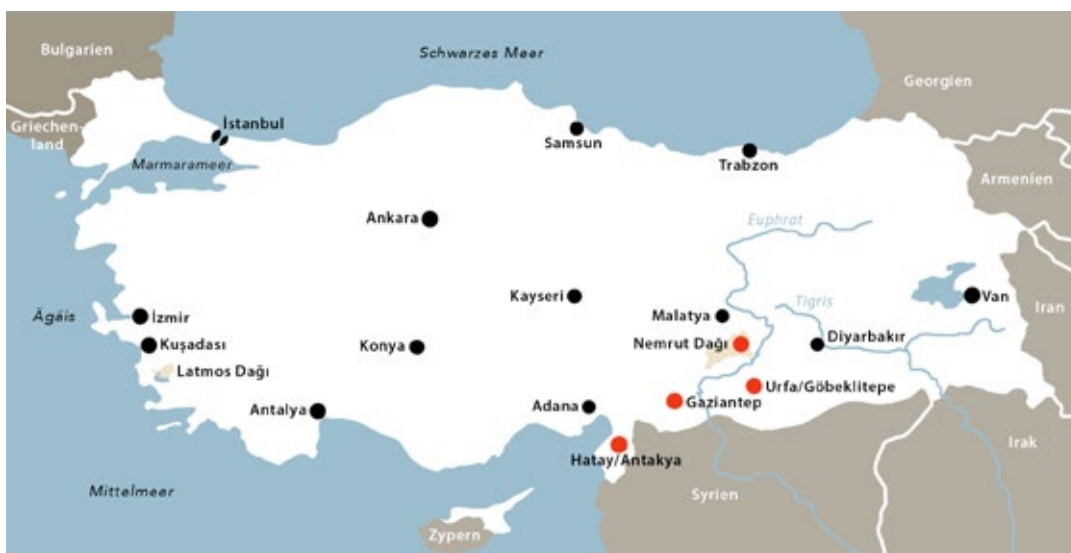 Bulgarien
Schwarzes Meer
Georgien
Griechen-
land
İstanbul
Marmarameer
Samsun
Trabzon
Armenien
Ankara
Euphrat
Kayseri
Van
Tigris
Iran
Ägäis
İzmir
Malatya
Kuşadası
Konya
Nemrut Dağı
Diyarbakır
Latmos Dağı
Urfa/Göbeklitepe
Antalya
Adana
Gaziantep
Irak
Hatay/Antakya
Mittelmeer
Syrien
Zypern